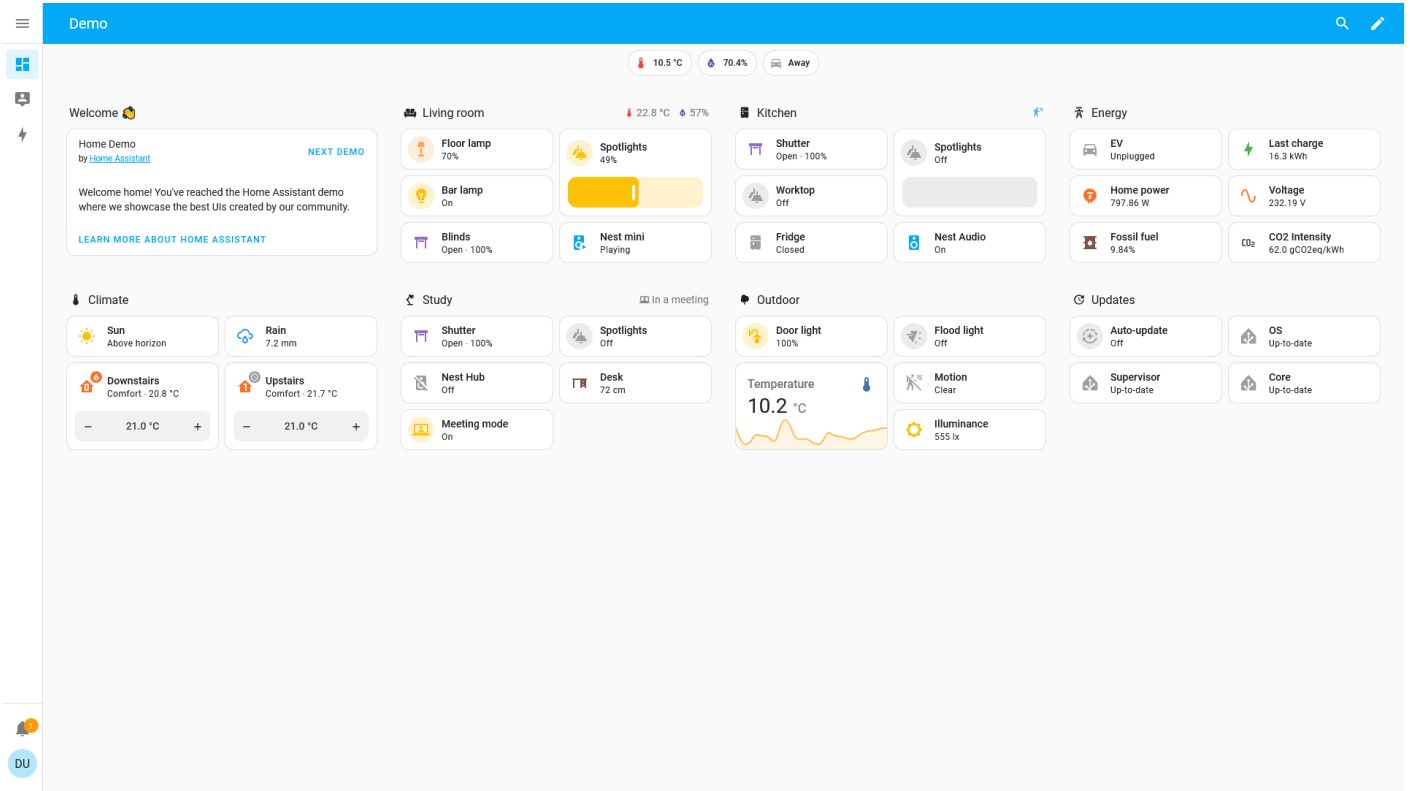 Demo
10.5 °C
70.4%
Away
Welcome 👏
Home Demo
by Home Assistant
NEXT DEMO
Welcome home! You've reached the Home Assistant demo
where we showcase the best UIs created by our community.
LEARN MORE ABOUT HOME ASSISTANT
Living room
22.8 °C
57%
Floor lamp
70%
Spotlights
49%
Bar lamp
On
Blinds
Open · 100%
Nest mini
Playing
Kitchen
Shutter
Open · 100%
Spotlights
Off
Worktop
Off
Fridge
Closed
Nest Audio
On
Energy
EV
Unplugged
Last charge
16.3 kWh
Home power
797.86 W
Voltage
232.19 V
Fossil fuel
9.84%
CO2
CO2 Intensity
62.0 gCO2eq/kWh
Climate
Sun
Above horizon
Rain
7.2 mm
0
Downstairs
Comfort · 20.8 °C
− 21.0 °C +
1
Upstairs
Comfort · 21.7 °C
− 21.0 °C +
Study
In a meeting
Shutter
Open · 100%
Spotlights
Off
Nest Hub
Off
Desk
72 cm
Meeting mode
On
Outdoor
Door light
100%
Flood light
Off
Temperature
10.2 °C
Motion
Clear
Illuminance
555 lx
Updates
Auto-update
Off
OS
Up-to-date
Supervisor
Up-to-date
Core
Up-to-date
1
DU